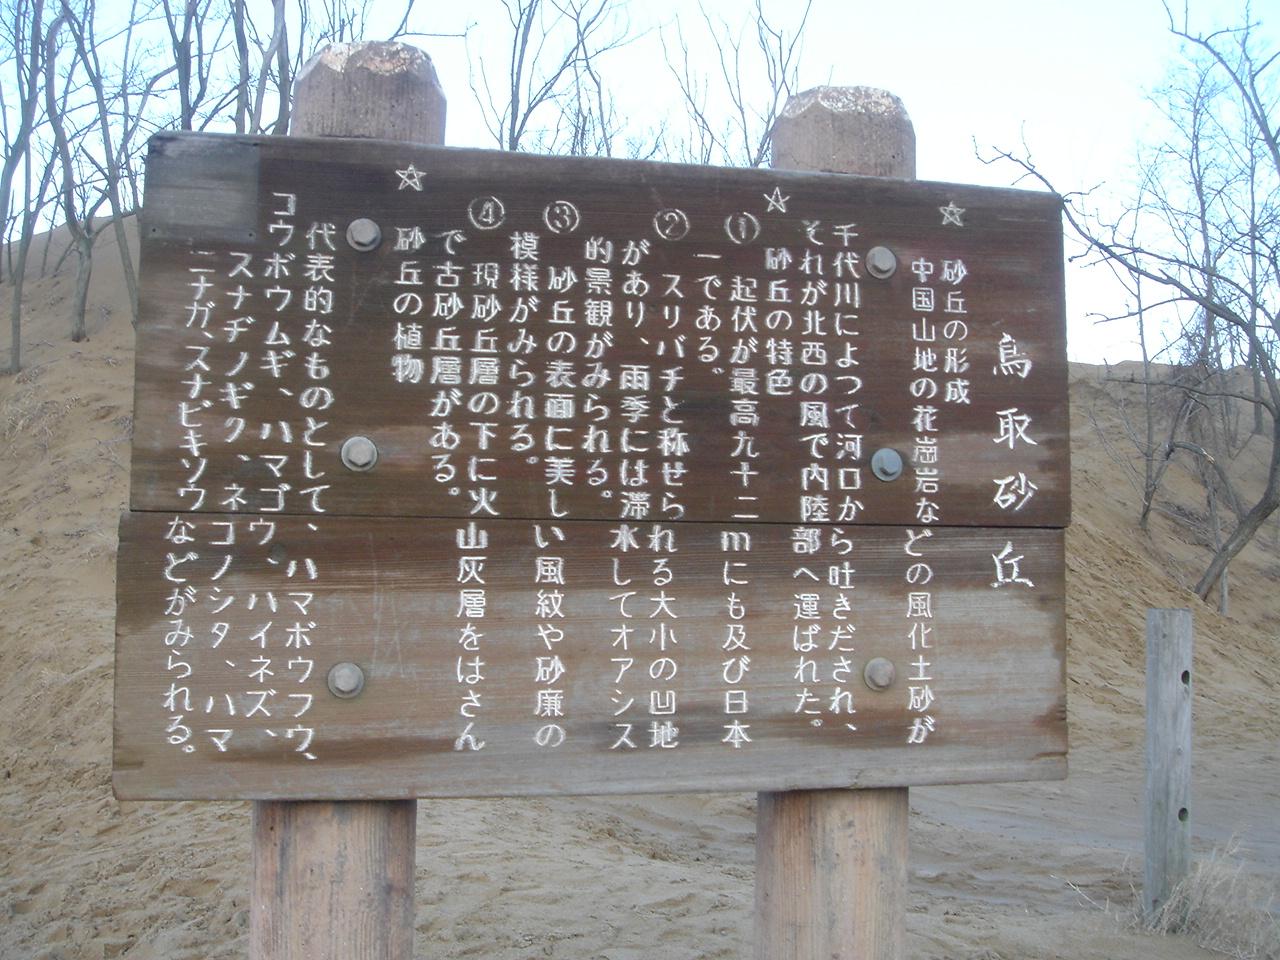 鳥取砂丘
☆砂丘の形成
中国山地の花崗岩などの風化土砂が
千代川によつて河口から吐きだされ、
それが北西の風で内陸部へ運ばれた。
☆砂丘の特色
①起伏が最高九十二mにも及び日本
一である。
②スリバチと称せられる大小の凹地
があり、雨季には滞水してオアシス
的景観がみられる。
③砂丘の表面に美しい風紋や砂廉の
模様がみられる。
④現砂丘層の下に火山灰層をはさん
で古砂丘層がある。
☆砂丘の植物
代表的なものとして、ハマボウフウ、
コウボウムギ、ハマゴウ、ハイネズ、
スナヂノギク、ネコノシタ、ハマ
ニナガ、スナビキソウなどがみられる。